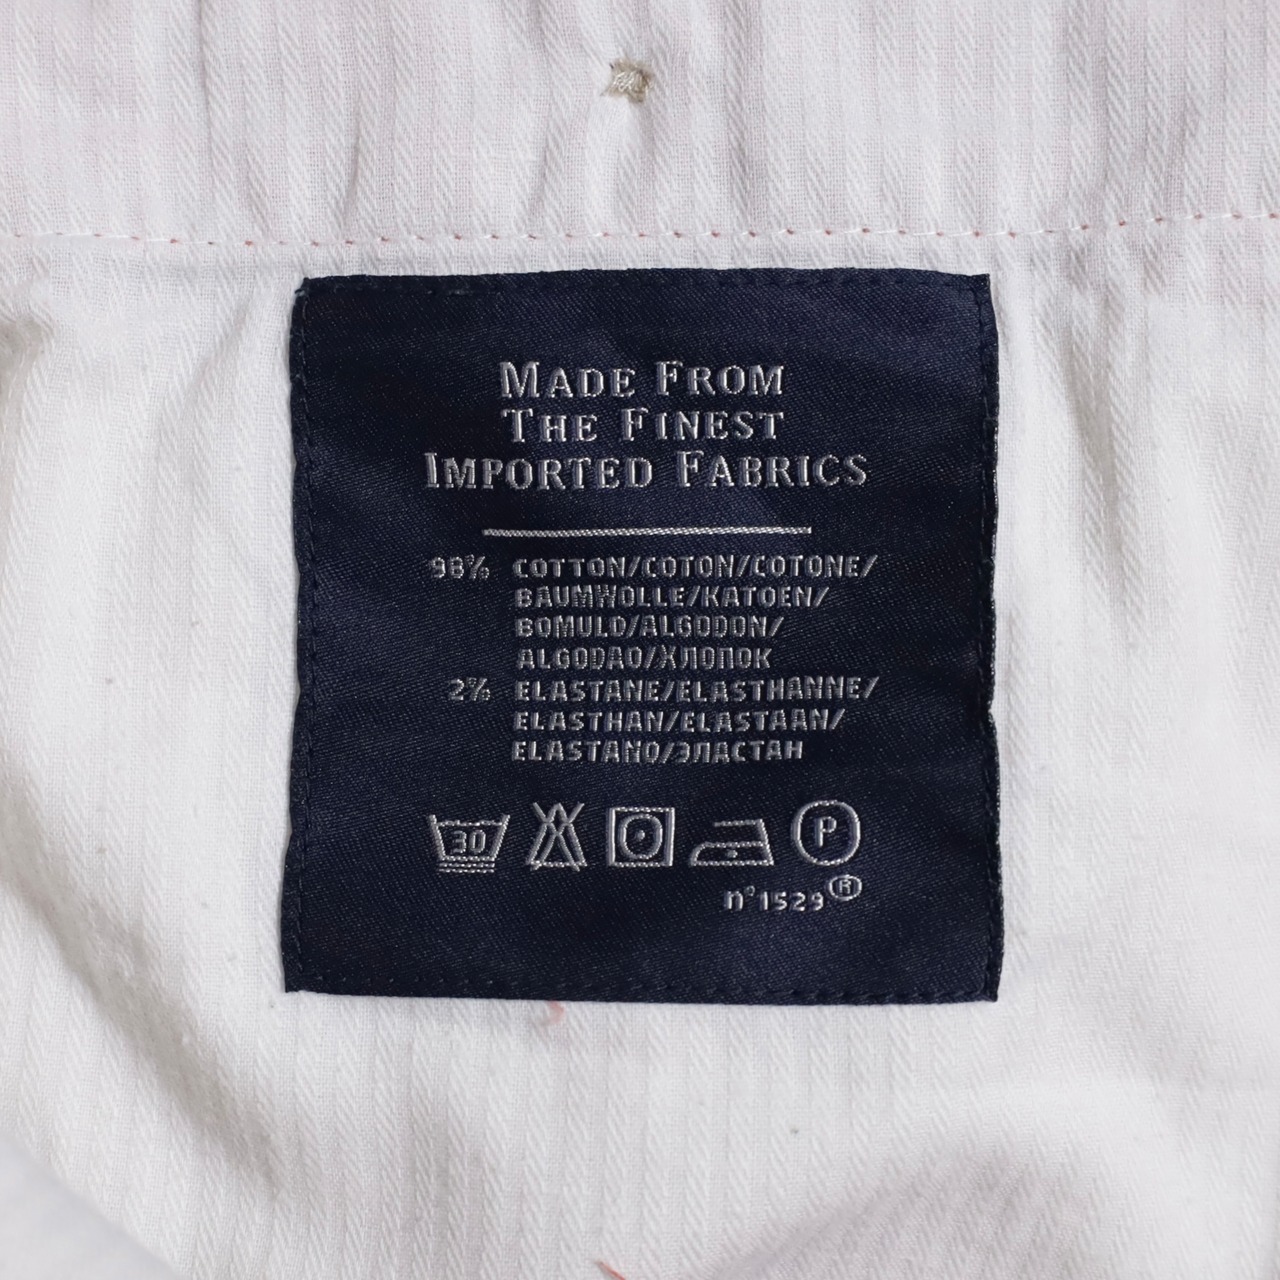 MADE FROM
THE FINEST
IMPORTED FABRICS
98% COTTON/COTON/COTONE/
BAUMWOLLE/KATOEN/
BOMULD/ALGODON/
ALGODAO/ХЛОПОК
2% ELASTANE/ELASTHANNE/
ELASTHAN/ELASTAAN/
ELASTANO/ЭЛАСТАН
30 P
n°1529®